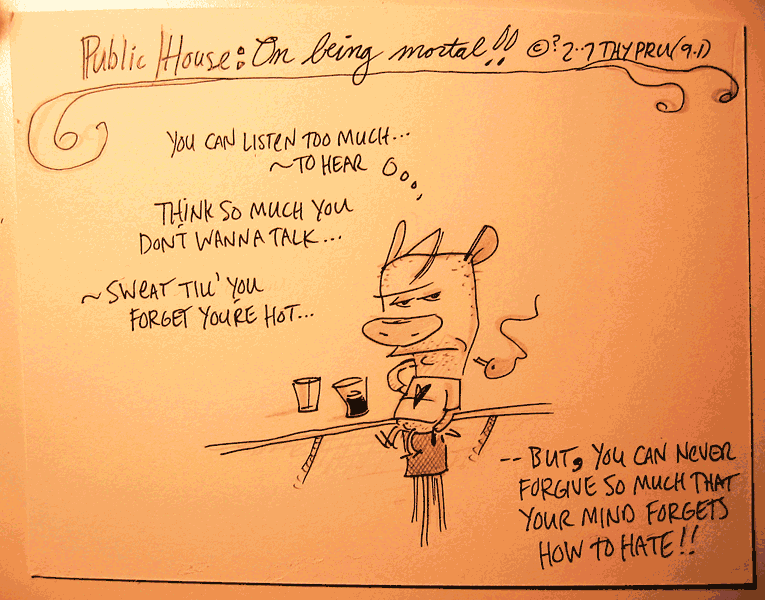 Public House: On being mortal!! ©? 2.7 THYPRU (9.1)
YOU CAN LISTEN TOO MUCH...
~TO HEAR
THINK SO MUCH YOU
DON'T WANNA TALK...
~SWEAT TILL' YOU
FORGET YOU'RE HOT...
-- BUT, YOU CAN NEVER
FORGIVE SO MUCH THAT
YOUR MIND FORGETS
HOW TO HATE!!